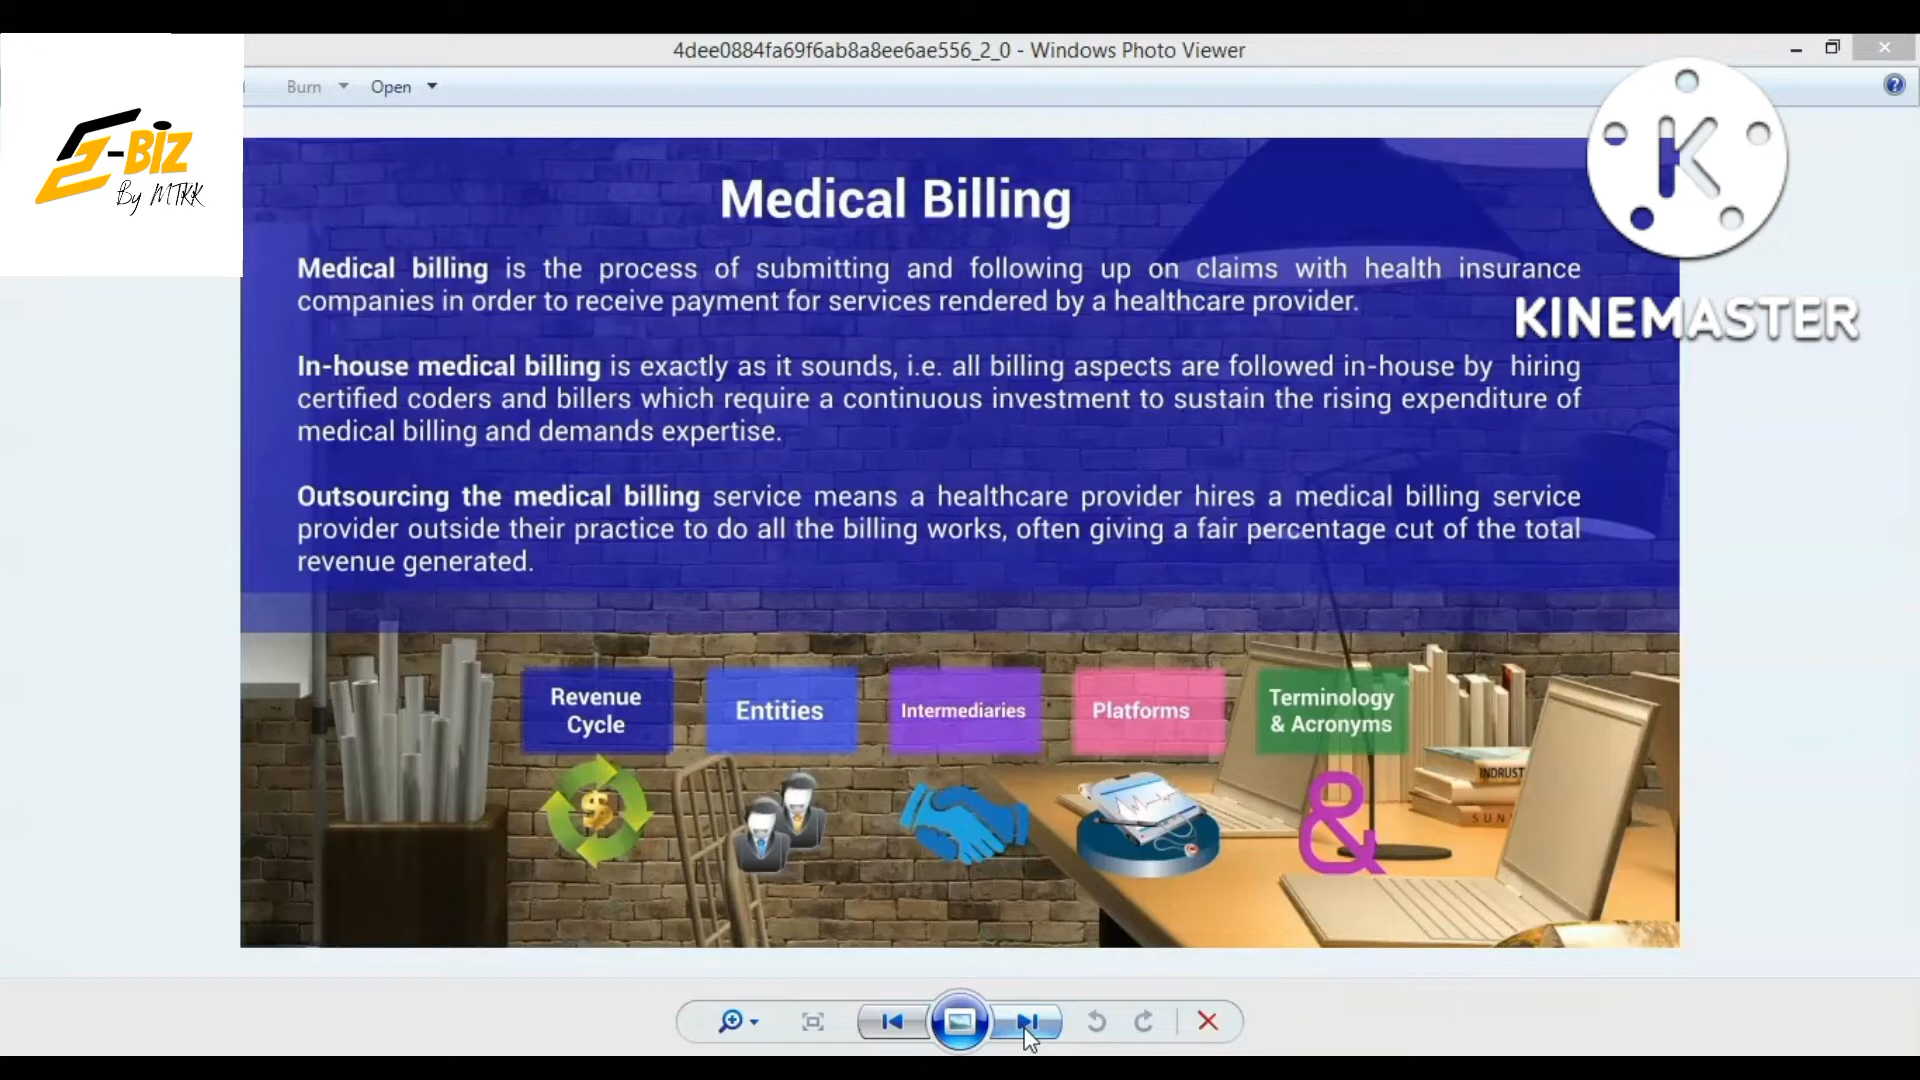 4dee0884fa69f6ab8a8ee6ae556_2_0 - Windows Photo Viewer
Burn Open
E-BIZ
By MTKK
K
KINEMASTER
Medical Billing
Medical billing is the process of submitting and following up on claims with health insurance
companies in order to receive payment for services rendered by a healthcare provider.
In-house medical billing is exactly as it sounds, i.e. all billing aspects are followed in-house by hiring
certified coders and billers which require a continuous investment to sustain the rising expenditure of
medical billing and demands expertise.
Outsourcing the medical billing service means a healthcare provider hires a medical billing service
provider outside their practice to do all the billing works, often giving a fair percentage cut of the total
revenue generated.
Revenue
Cycle
Entities
Intermediaries
Platforms
Terminology
& Acronyms
$
&
INDRUST
SUN